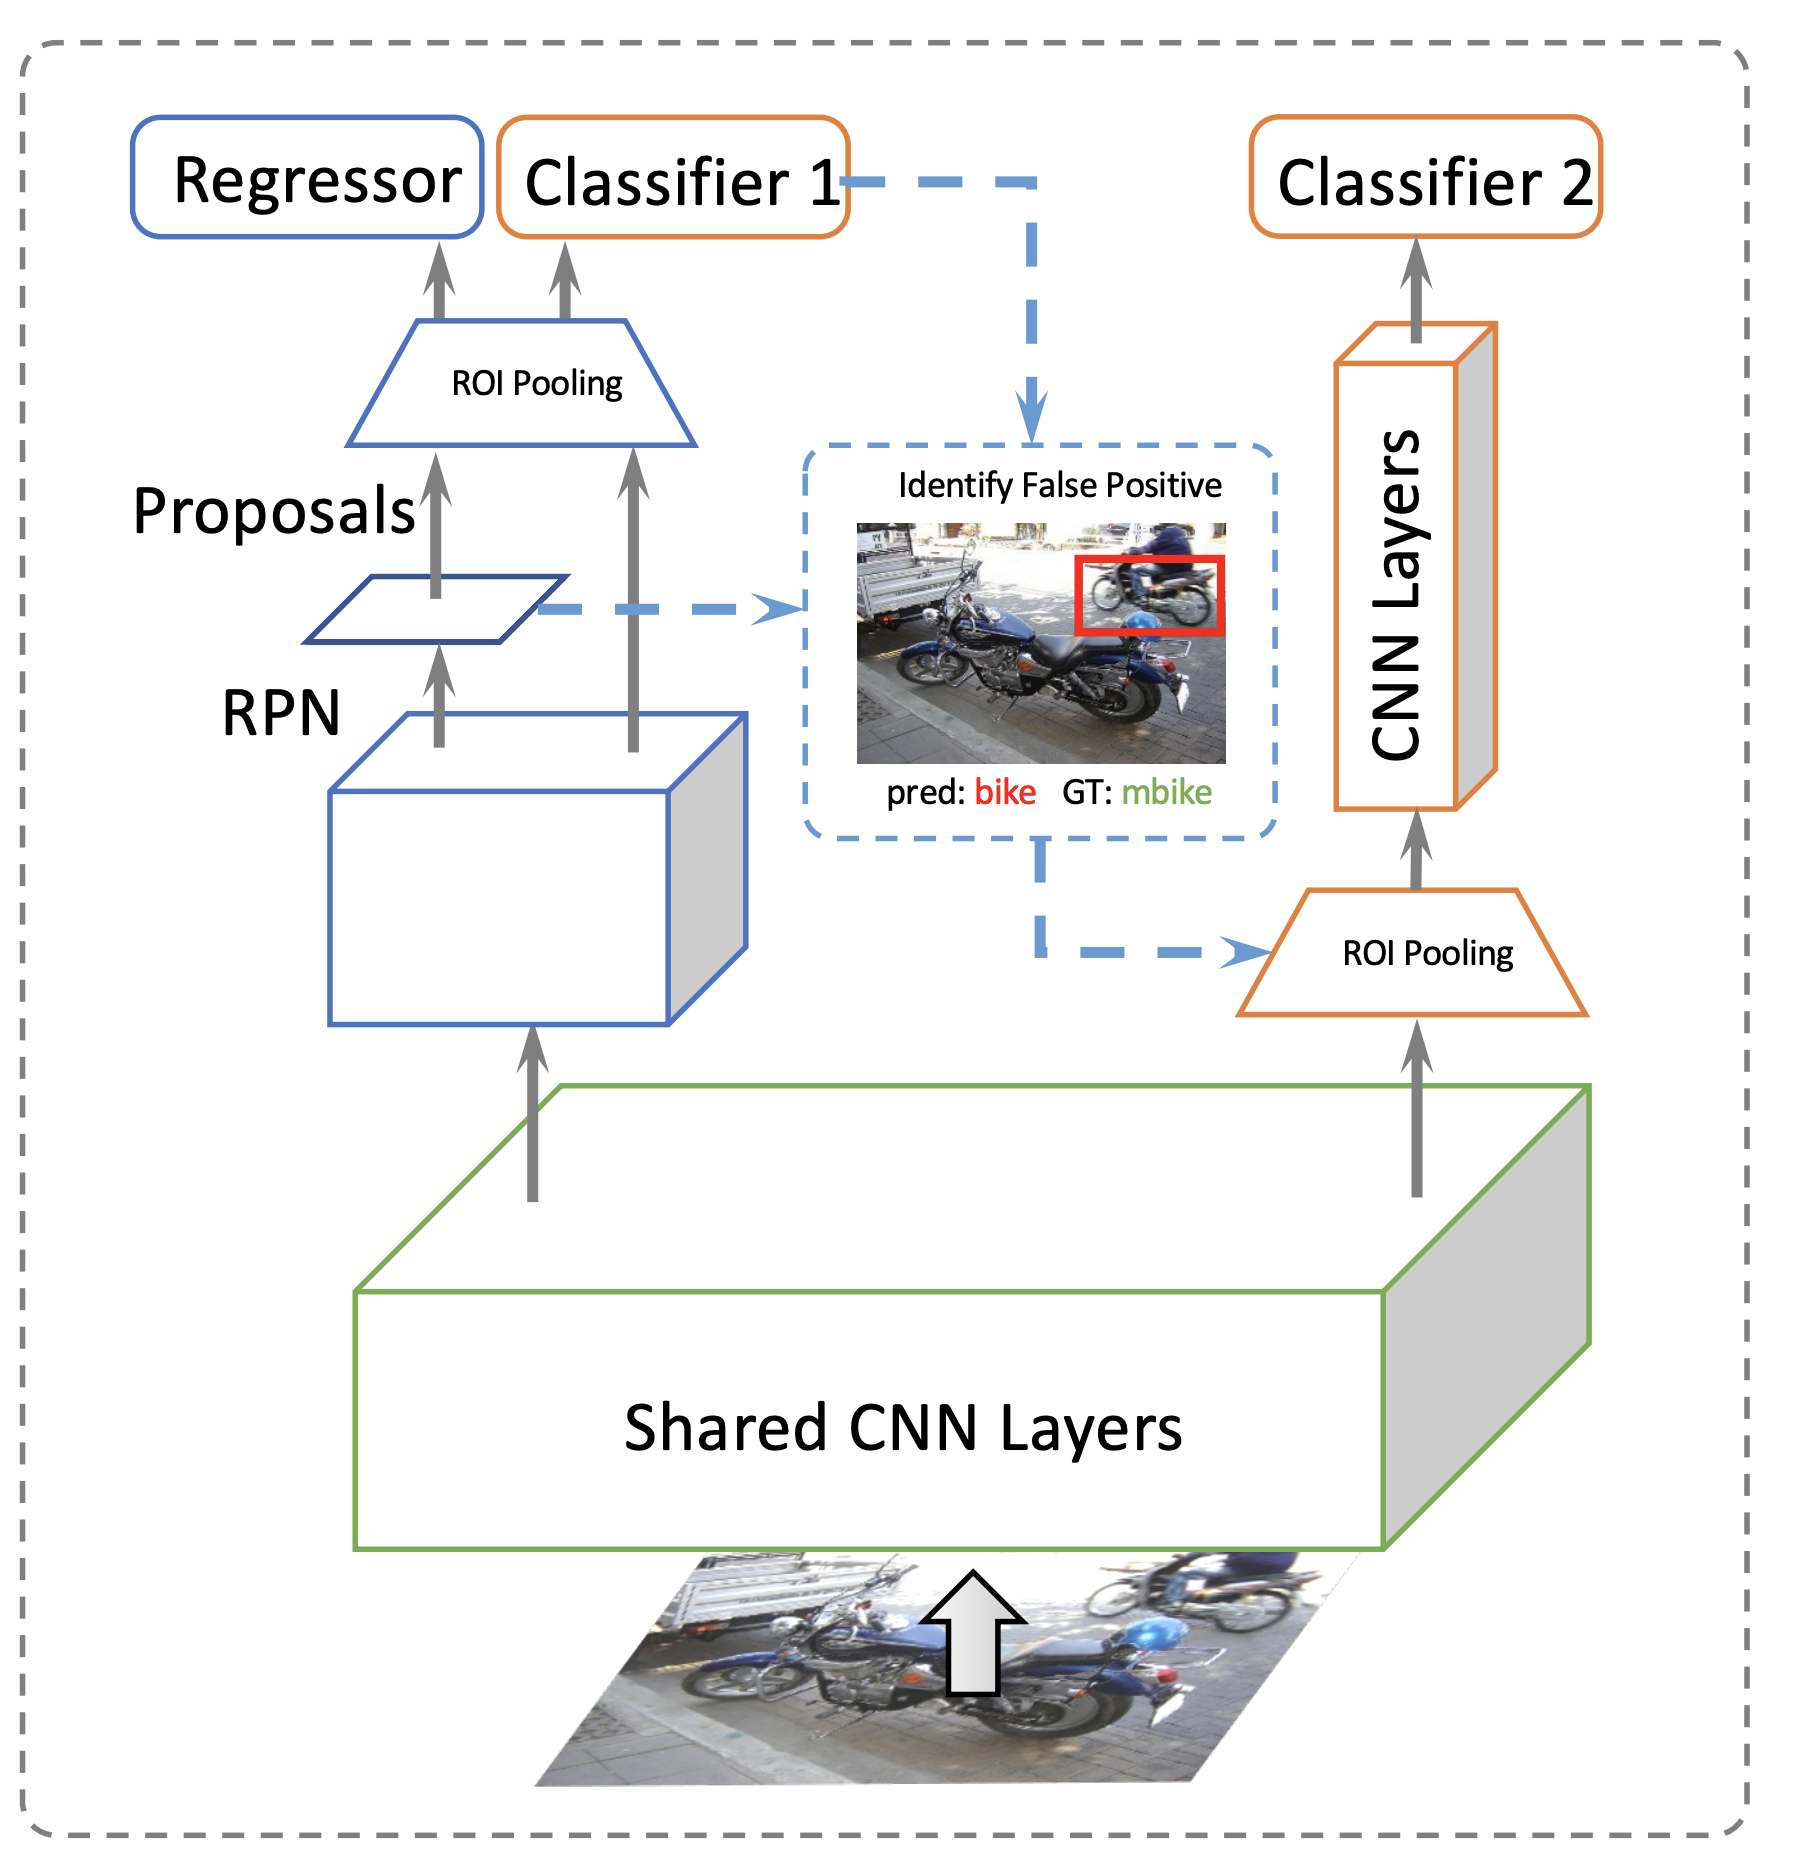 Regressor
Classifier 1
Classifier 2
ROI Pooling
Proposals
RPN
Identify False Positive
pred: bike GT: mbike
CNN Layers
ROI Pooling
Shared CNN Layers